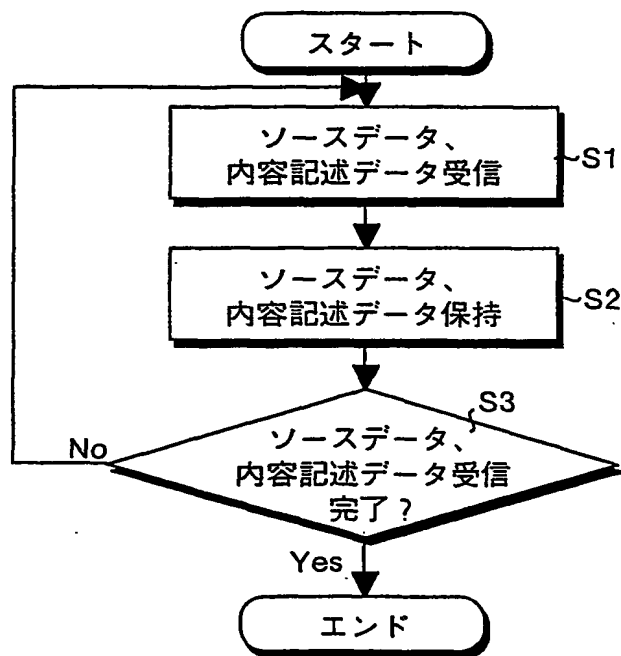 スタート
ソースデータ、
内容記述データ受信
S1
ソースデータ、
内容記述データ保持
S2
S3
ソースデータ、
内容記述データ受信
完了?
No
Yes
エンド